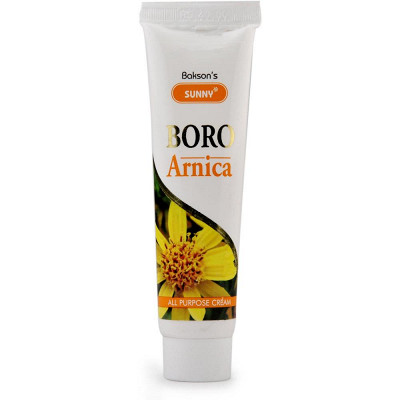 Bakson's
SUNNY®
BORO
Arnica
ALL PURPOSE CREAM